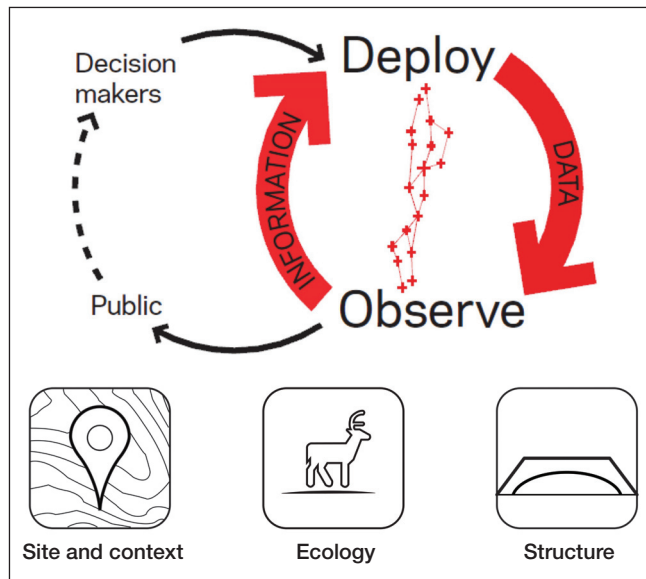 Deploy
Decision
makers
INFORMATION
DATA
Public
Observe
Site and context
Ecology
Structure